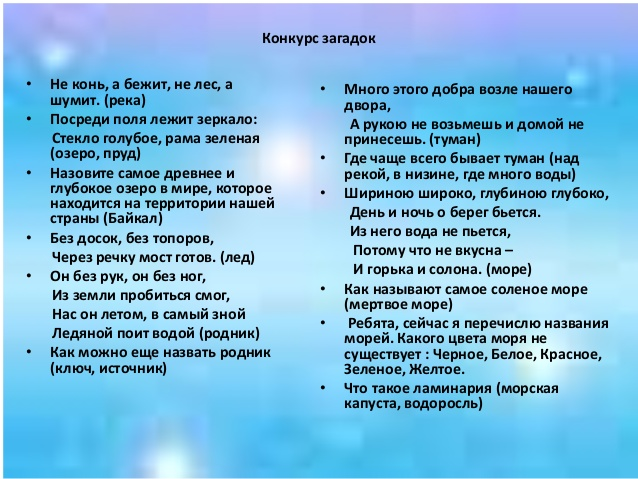 Конкурс загадок
• Не конь, а бежит, не лес, а
шумит. (река)
• Посреди поля лежит зеркало:
Стекло голубое, рама зеленая
(озеро, пруд)
• Назовите самое древнее и
глубокое озеро в мире, которое
находится на территории нашей
страны (Байкал)
• Без досок, без топоров,
Через речку мост готов. (лед)
• Он без рук, он без ног,
Из земли пробиться смог,
Нас он летом, в самый зной
Ледяной поит водой (родник)
• Как можно еще назвать родник
(ключ, источник)
• Много этого добра возле нашего
двора,
А рукою не возьмешь и домой не
принесешь. (туман)
• Где чаще всего бывает туман (над
рекой, в низине, где много воды)
• Шириною широко, глубиною глубоко,
День и ночь о берег бьется.
Из него вода не пьется,
Потому что не вкусна –
И горька и солона. (море)
• Как называют самое соленое море
(мертвое море)
• Ребята, сейчас я перечислю названия
морей. Какого цвета моря не
существует : Черное, Белое, Красное,
Зеленое, Желтое.
• Что такое ламинария (морская
капуста, водоросль)